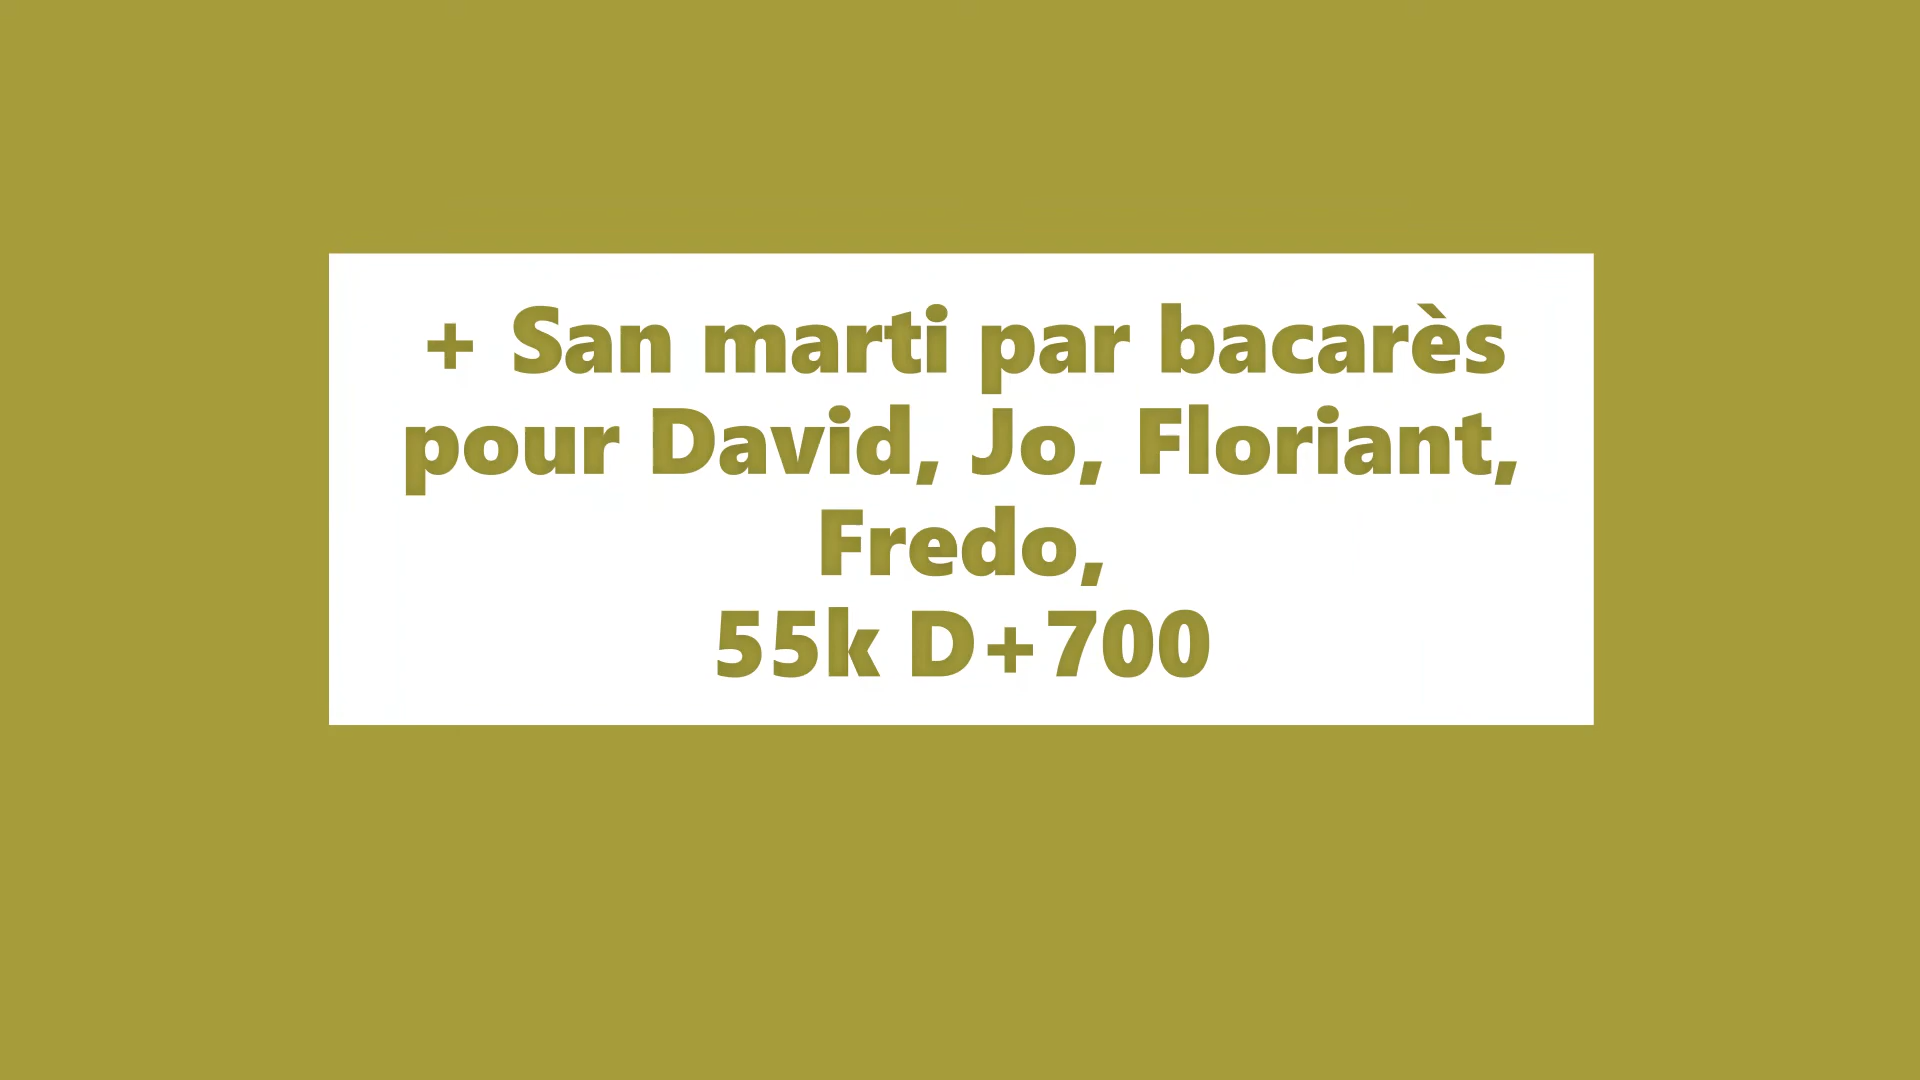 + San marti par bacarès
pour David, Jo, Floriant,
Fredo,
55k D+700